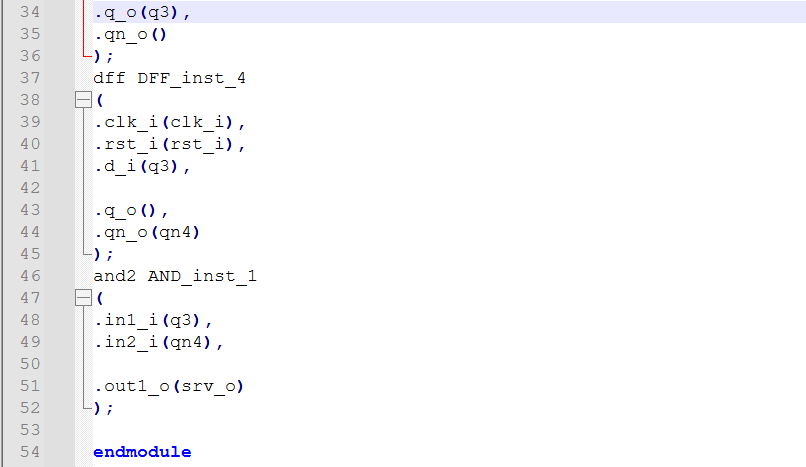 34 .q_o(q3),
35 .qn_o()
36 );
37 dff DFF_inst_4
38 (
39 .clk_i(clk_i),
40 .rst_i(rst_i),
41 .d_i(q3),
42
43 .q_o(),
44 .qn_o(qn4)
45 );
46 and2 AND_inst_1
47 (
48 .in1_i(q3),
49 .in2_i(qn4),
50
51 .out1_o(srv_o)
52 );
53
54 endmodule